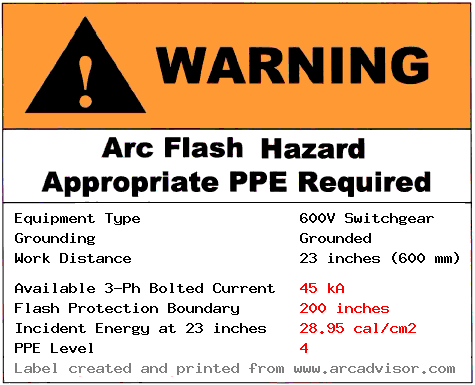 WARNING
Arc Flash Hazard
Appropriate PPE Required
Equipment Type 600V Switchgear
Grounding Grounded
Work Distance 23 inches (600 mm)
Available 3-Ph Bolted Current 45 kA
Flash Protection Boundary 200 inches
Incident Energy at 23 inches 28.95 cal/cm2
PPE Level 4
Label created and printed from www.arcadvisor.com